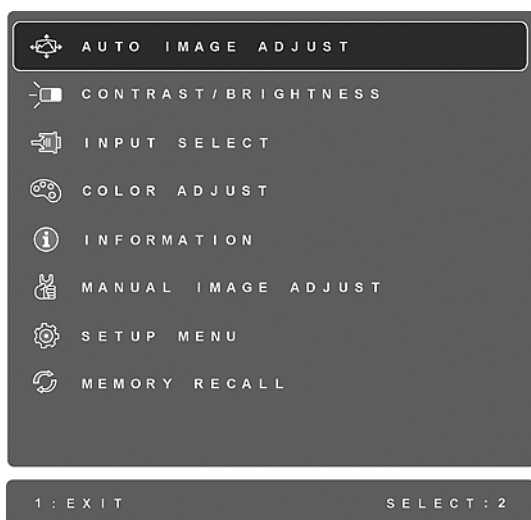 AUTO IMAGE ADJUST
CONTRAST/BRIGHTNESS
INPUT SELECT
COLOR ADJUST
INFORMATION
MANUAL IMAGE ADJUST
SETUP MENU
MEMORY RECALL
1:EXIT SELECT:2